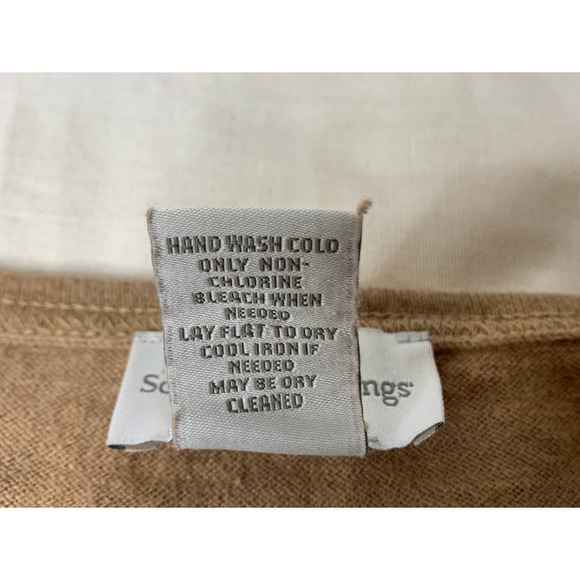 HAND WASH COLD
ONLY NON-
CHLORINE
BLEACH WHEN
NEEDED
LAY FLAT TO DRY
COOL IRON IF
NEEDED
MAY BE DRY
CLEANED